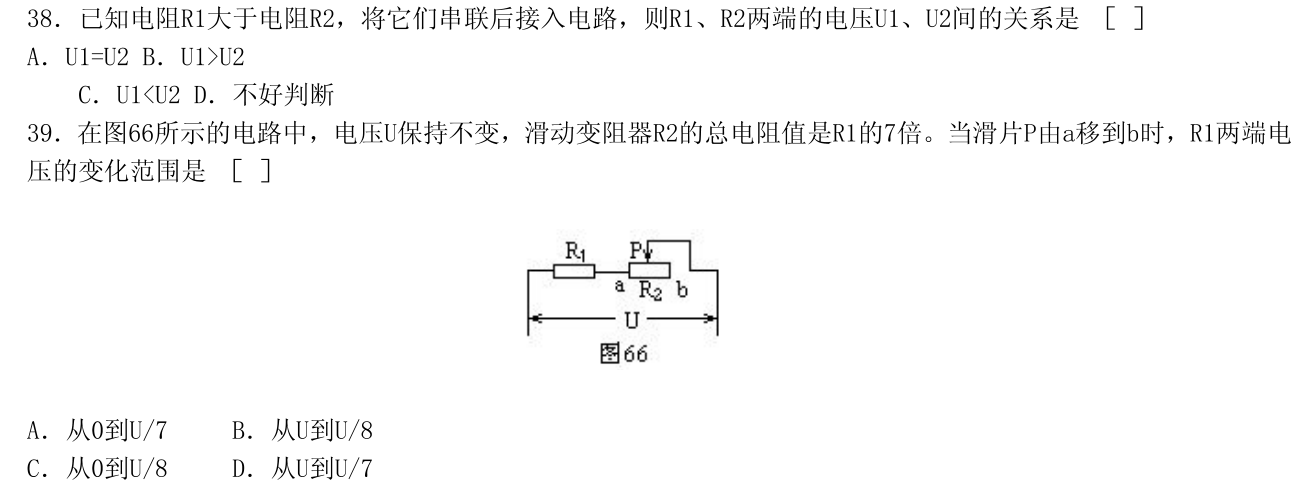 38．已知电阻R1大于电阻R2，将它们串联后接入电路，则R1、R2两端的电压U1、U2间的关系是 ［ ］
A．U1=U2 B．U1>U2
C．U1<U2 D．不好判断
39．在图66所示的电路中，电压U保持不变，滑动变阻器R2的总电阻值是R1的7倍。当滑片P由a移到b时，R1两端电
压的变化范围是 ［ ］
R1 P
a R2 b
U
图66
A．从0到U/7 B．从U到U/8
C．从0到U/8 D．从U到U/7